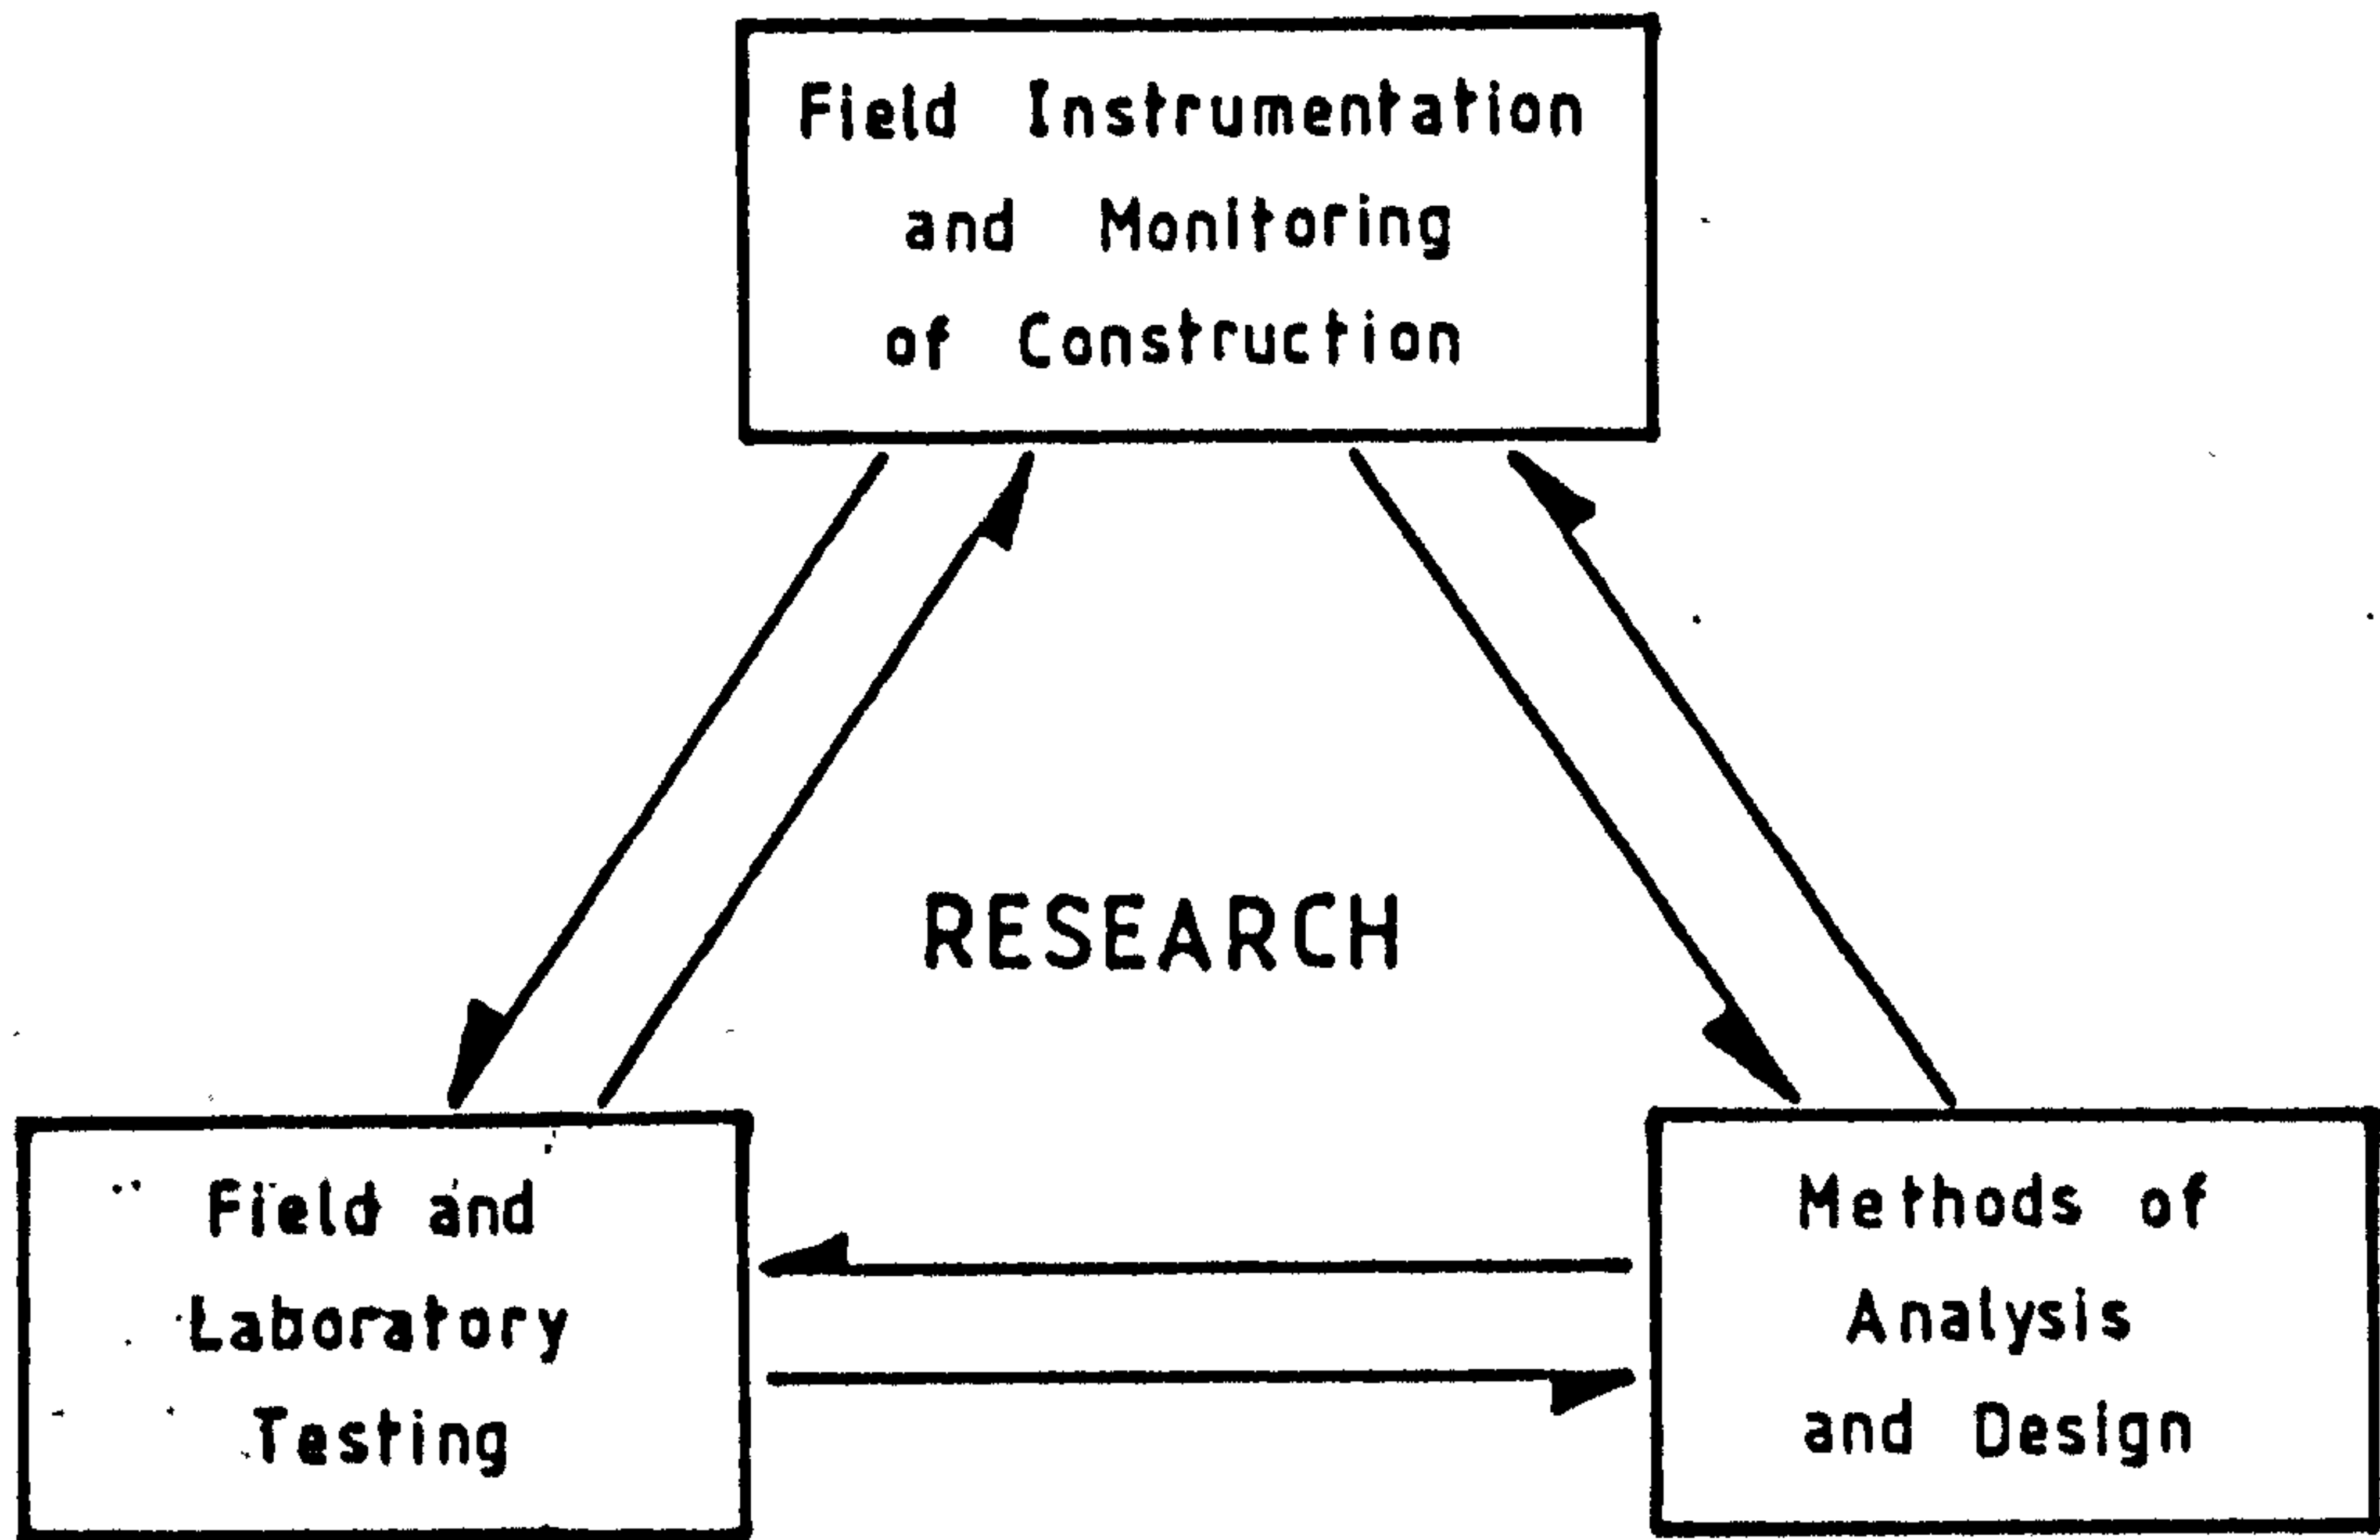 Field Instrumentation
and Monitoring
of Construction
RESEARCH
Field and
Laboratory
Testing
Methods of
Analysis
and Design